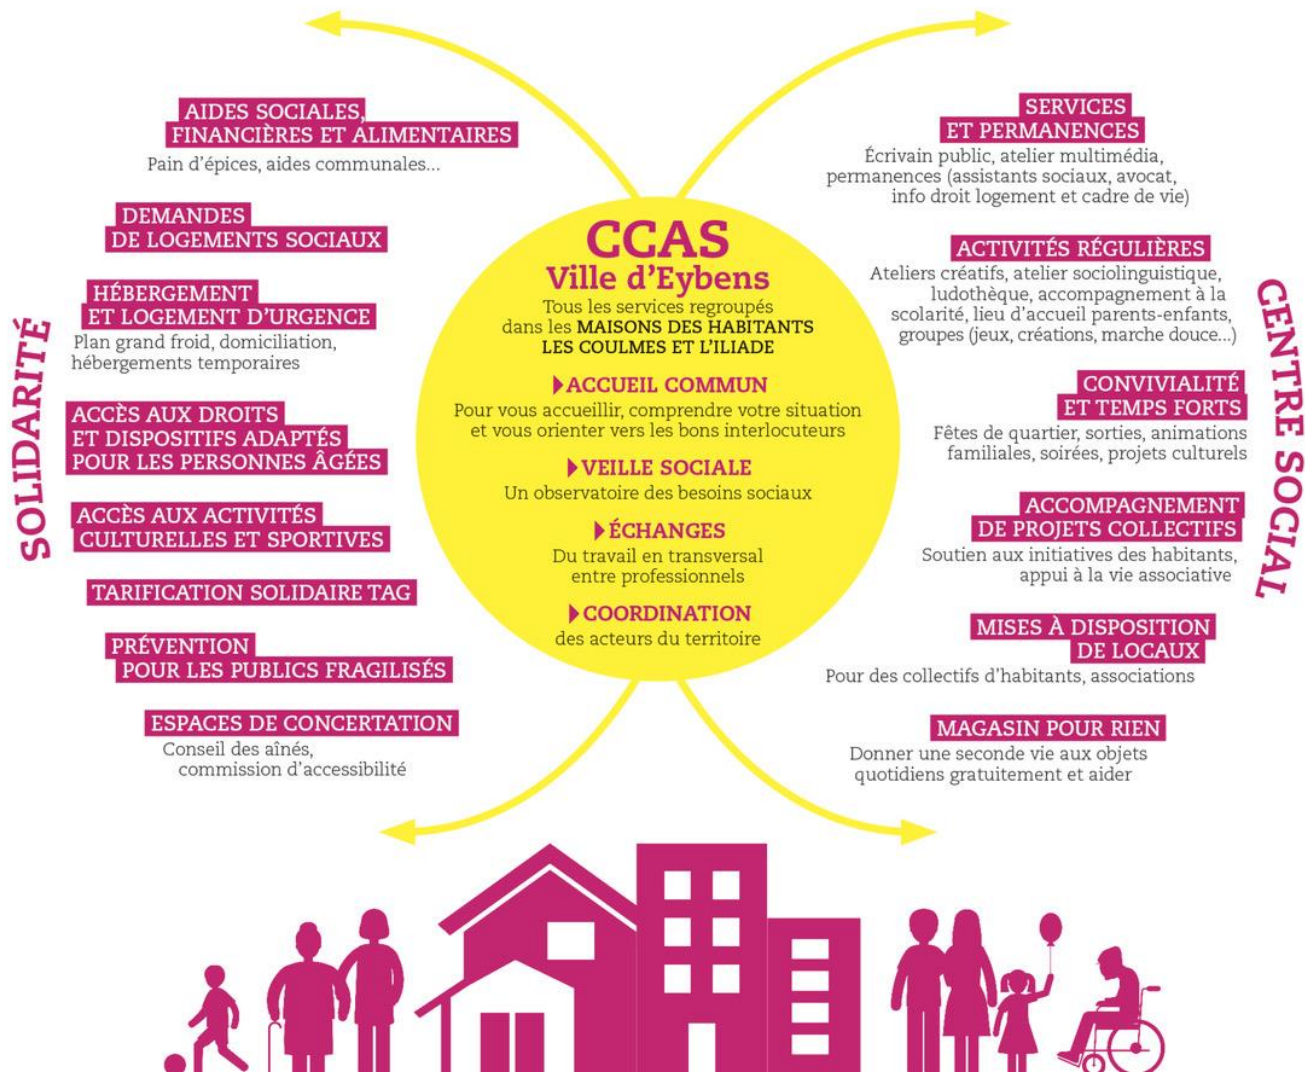 SOLIDARITÉ
AIDES SOCIALES,
FINANCIÈRES ET ALIMENTAIRES
Pain d'épices, aides communales...
DEMANDES
DE LOGEMENTS SOCIAUX
HÉBERGEMENT
ET LOGEMENT D'URGENCE
Plan grand froid, domiciliation,
hébergements temporaires
ACCÈS AUX DROITS
ET DISPOSITIFS ADAPTÉS
POUR LES PERSONNES ÂGÉES
ACCÈS AUX ACTIVITÉS
CULTURELLES ET SPORTIVES
TARIFICATION SOLIDAIRE TAG
PRÉVENTION
POUR LES PUBLICS FRAGILISÉS
ESPACES DE CONCERTATION
Conseil des aînés,
commission d'accessibilité
CCAS
Ville d'Eybens
Tous les services regroupés
dans les MAISONS DES HABITANTS
LES COULMES ET L'ILIADE
ACCUEIL COMMUN
Pour vous accueillir, comprendre votre situation
et vous orienter vers les bons interlocuteurs
VEILLE SOCIALE
Un observatoire des besoins sociaux
ÉCHANGES
Du travail en transversal
entre professionnels
COORDINATION
des acteurs du territoire
CENTRE SOCIAL
SERVICES
ET PERMANENCES
Écrivain public, atelier multimédia,
permanences (assistants sociaux, avocat,
info droit logement et cadre de vie)
ACTIVITÉS RÉGULIÈRES
Ateliers créatifs, atelier sociolinguistique,
ludothèque, accompagnement à la
scolarité, lieu d'accueil parents-enfants,
groupes (jeux, créations, marche douce...)
CONVIVIALITÉ
ET TEMPS FORTS
Fêtes de quartier, sorties, animations
familiales, soirées, projets culturels
ACCOMPAGNEMENT
DE PROJETS COLLECTIFS
Soutien aux initiatives des habitants,
appui à la vie associative
MISES À DISPOSITION
DE LOCAUX
Pour des collectifs d'habitants, associations
MAGASIN POUR RIEN
Donner une seconde vie aux objets
quotidiens gratuitement et aider